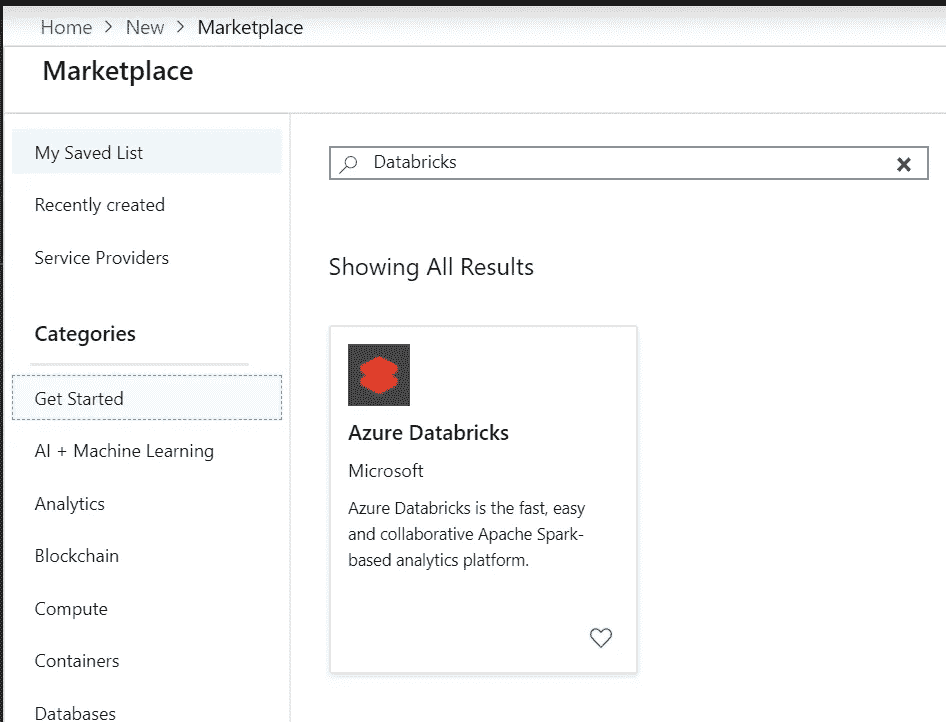 Home > New > Marketplace
Marketplace
My Saved List
Recently created
Service Providers
Categories
Get Started
AI + Machine Learning
Analytics
Blockchain
Compute
Containers
Databases
Databricks
Showing All Results
Azure Databricks
Microsoft
Azure Databricks is the fast, easy
and collaborative Apache Spark-
based analytics platform.